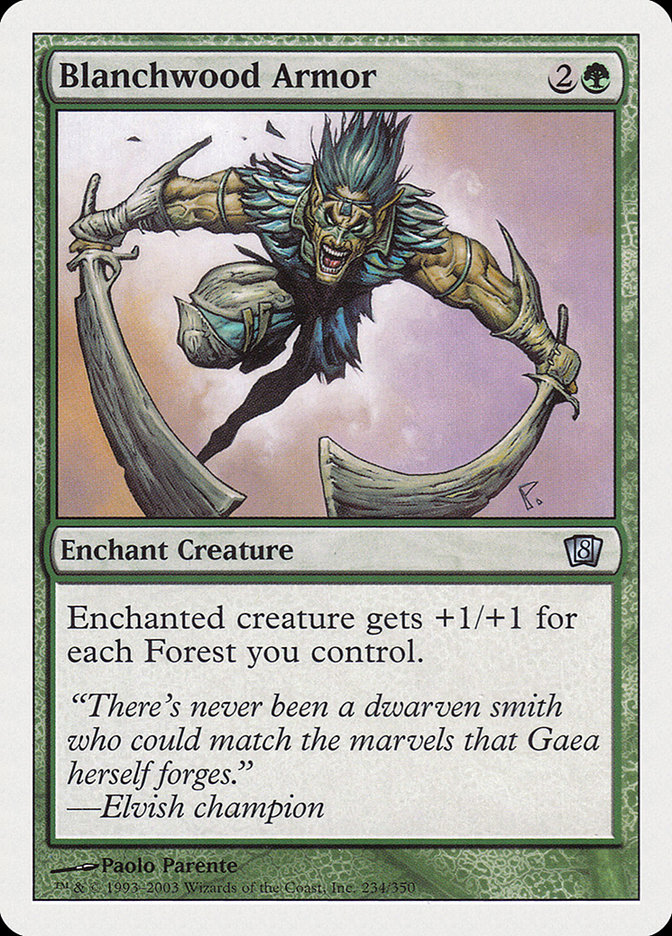 Blanchwood Armor 2
Enchant Creature 8
Enchanted creature gets +1/+1 for
each Forest you control.
“There’s never been a dwarven smith
who could match the marvels that Gaea
herself forges.”
—Elvish champion
Paolo Parente
™ & © 1993–2003 Wizards of the Coast, Inc. 234/350